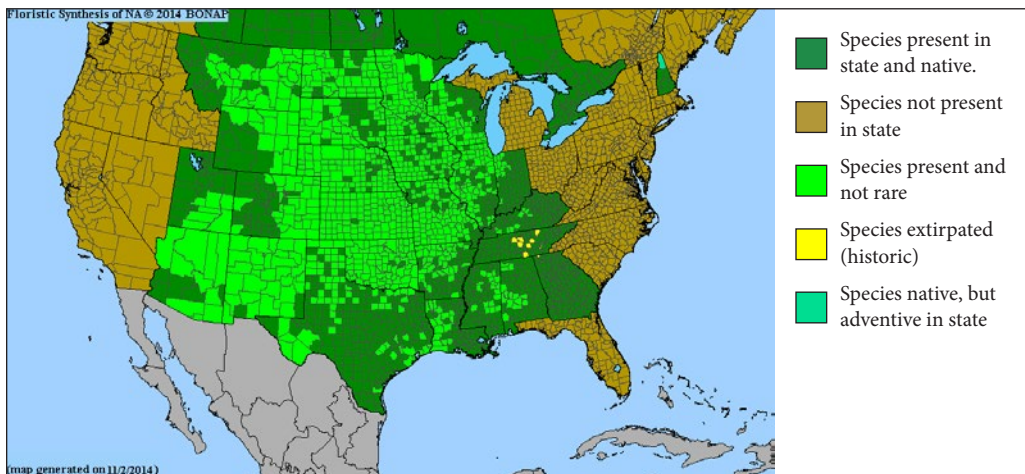 Floristic Synthesis of NA © 2014 BONAP
(map generated on 11/2/2014)
Species present in
state and native.
Species not present
in state
Species present and
not rare
Species extirpated
(historic)
Species native, but
adventive in state